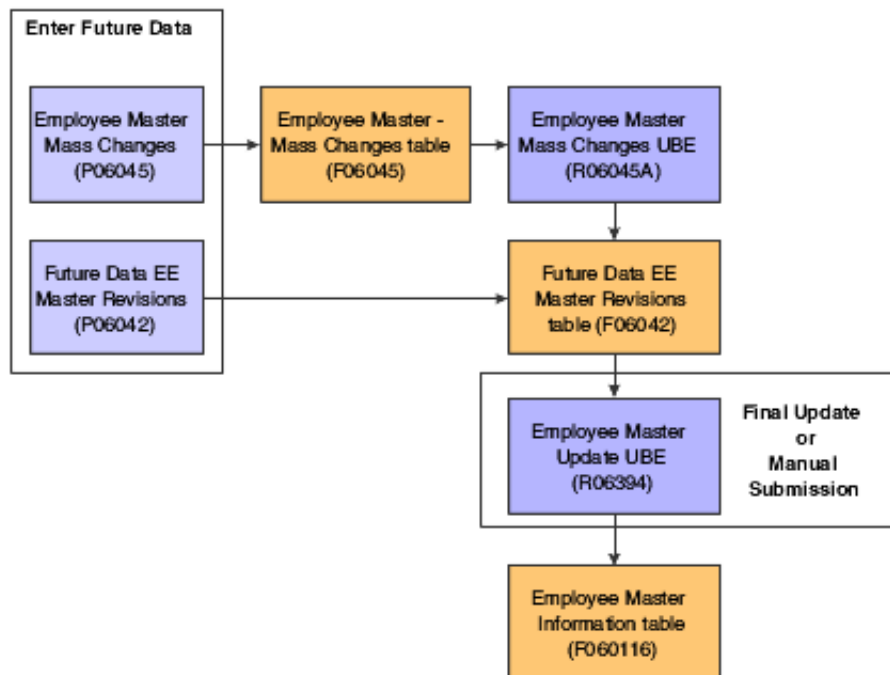 Enter Future Data
Employee Master
Mass Changes
(P06045)
Employee Master -
Mass Changes table
(F06045)
Employee Master
Mass Changes UBE
(R06045A)
Future Data EE
Master Revisions
(P06042)
Future Data EE
Master Revisions
table (F06042)
Employee Master
Update UBE
(R06394)
Final Update
or
Manual
Submission
Employee Master
Information table
(F060116)